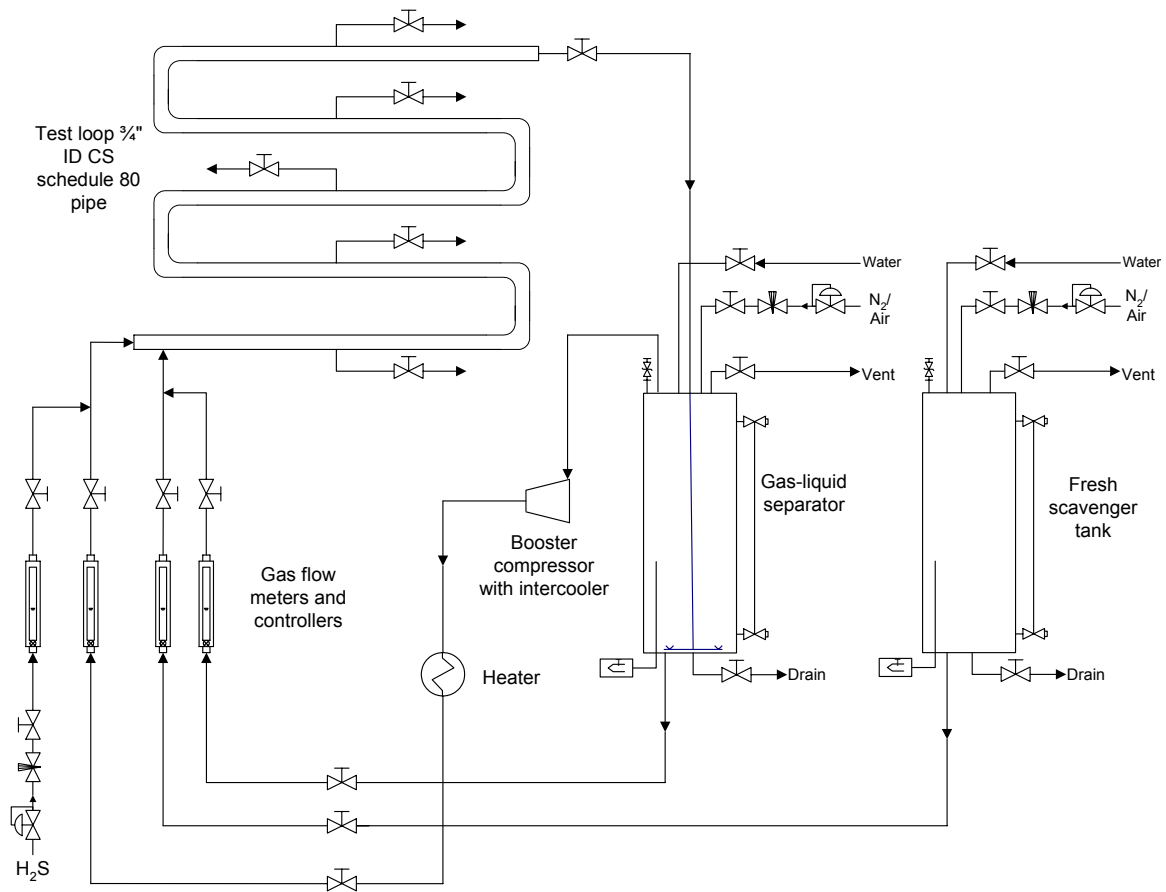 Test loop ¾"
ID CS
schedule 80
pipe
Water
N₂/
Air
Vent
Water
N₂/
Air
Vent
Gas-liquid
separator
Fresh
scavenger
tank
Booster
compressor
with intercooler
Gas flow
meters and
controllers
Heater
Drain
Drain
H₂S